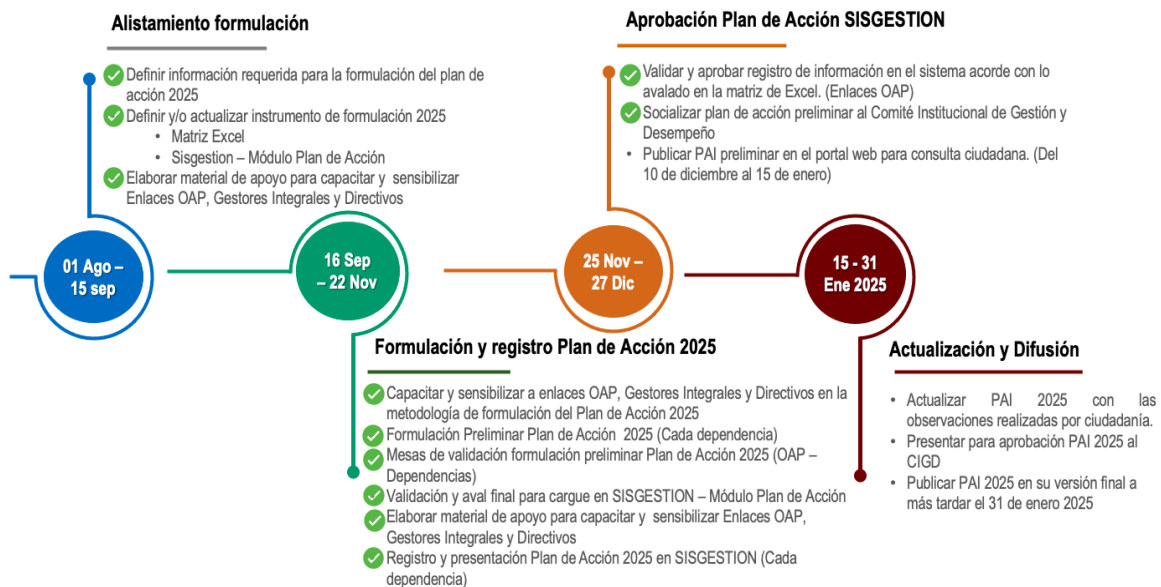 Alistamiento formulación
Definir información requerida para la formulación del plan de
acción 2025
Definir y/o actualizar instrumento de formulación 2025
• Matriz Excel
• Sisgestion – Módulo Plan de Acción
Elaborar material de apoyo para capacitar y sensibilizar
Enlaces OAP, Gestores Integrales y Directivos
01 Ago –
15 sep
16 Sep
– 22 Nov
Formulación y registro Plan de Acción 2025
Capacitar y sensibilizar a enlaces OAP, Gestores Integrales y Directivos en la
metodología de formulación del Plan de Acción 2025
Formulación Preliminar Plan de Acción 2025 (Cada dependencia)
Mesas de validación formulación preliminar Plan de Acción 2025 (OAP –
Dependencias)
Validación y aval final para cargue en SISGESTION – Módulo Plan de Acción
Elaborar material de apoyo para capacitar y sensibilizar Enlaces OAP,
Gestores Integrales y Directivos
Registro y presentación Plan de Acción 2025 en SISGESTION (Cada
dependencia)
Aprobación Plan de Acción SISGESTION
Validar y aprobar registro de información en el sistema acorde con lo
avalado en la matriz de Excel. (Enlaces OAP)
Socializar plan de acción preliminar al Comité Institucional de Gestión y
Desempeño
• Publicar PAI preliminar en el portal web para consulta ciudadana. (Del
10 de diciembre al 15 de enero)
25 Nov –
27 Dic
15 - 31
Ene 2025
Actualización y Difusión
• Actualizar PAI 2025 con las
observaciones realizadas por ciudadanía.
• Presentar para aprobación PAI 2025 al
CIGD
• Publicar PAI 2025 en su versión final a
más tardar el 31 de enero 2025